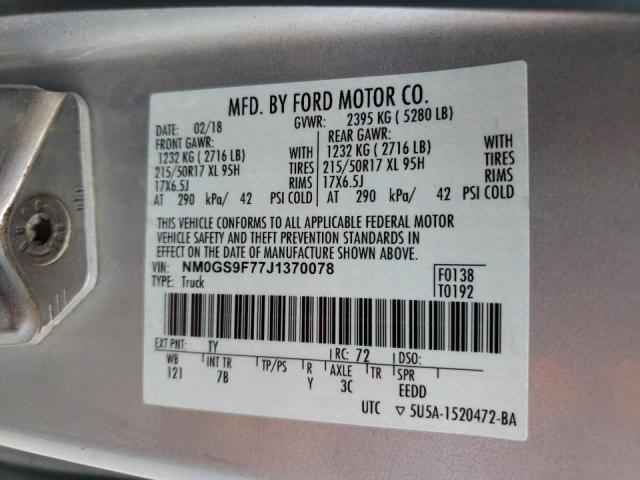 MFD. BY FORD MOTOR CO.
DATE: 02/18 GVWR: 2395 KG ( 5280 LB)
FRONT GAWR: REAR GAWR:
1232 KG ( 2716 LB) WITH 1232 KG ( 2716 LB) WITH
215/50R17 XL 95H TIRES 215/50R17 XL 95H TIRES
17X6.5J RIMS 17X6.5J RIMS
AT 290 kPa/ 42 PSI COLD AT 290 kPa/ 42 PSI COLD
THIS VEHICLE CONFORMS TO ALL APPLICABLE FEDERAL MOTOR
VEHICLE SAFETY AND THEFT PREVENTION STANDARDS IN
EFFECT ON THE DATE OF MANUFACTURE SHOWN ABOVE.
VIN: NM0GS9F77J1370078 F0138
TYPE: Truck T0192
EXT PNT: TY RC: 72 DSO:
WB INT TR TP/PS R AXLE TR SPR
121 7B Y 3C EEDD
UTC ▽ 5U5A-1520472-BA